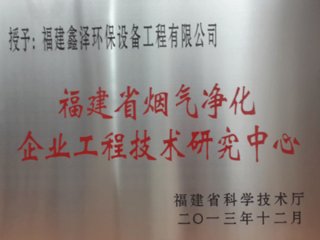 授予：福建鑫泽环保设备工程有限公司
福建省烟气净化
企业工程技术研究中心
福建省科学技术厅
二〇一三年十二月